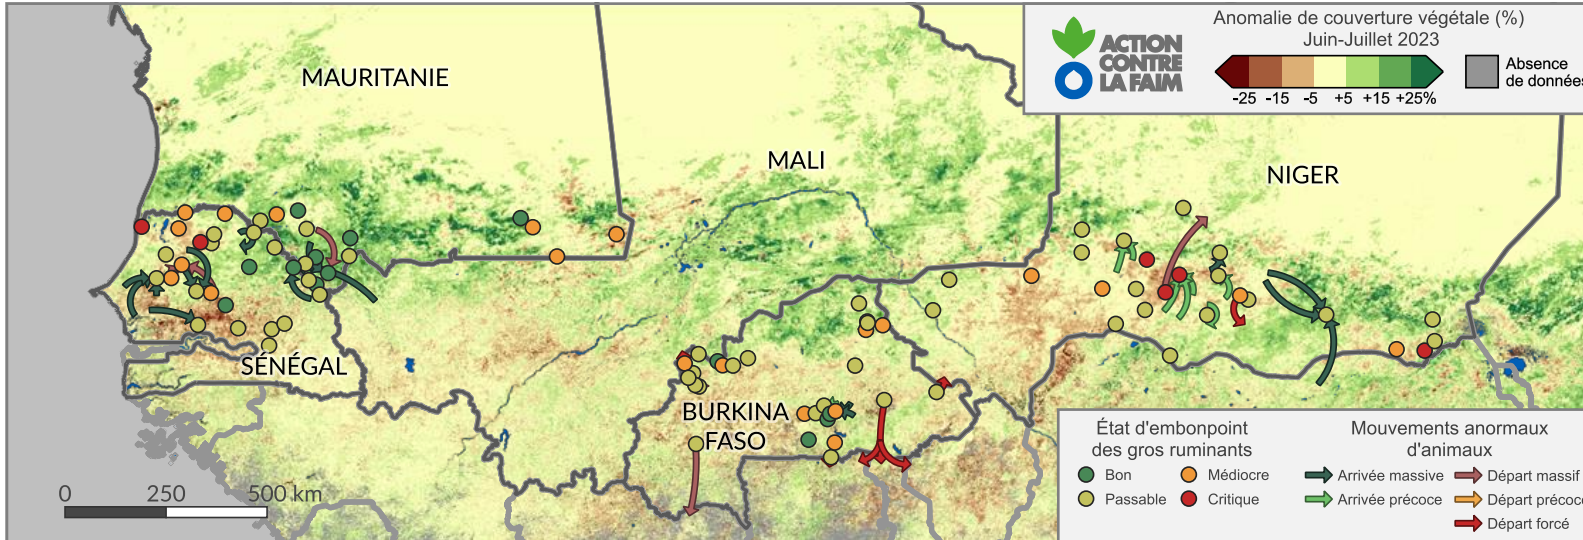 Anomalie de couverture végétale (%)
Juin-Juillet 2023
ACTION
CONTRE
LA FAIM
-25 -15 -5 +5 +15 +25%
Absence
de données
MAURITANIE
MALI
NIGER
SÉNÉGAL
BURKINA
FASO
0 250 500 km
État d'embonpoint
des gros ruminants
Bon
Médiocre
Passable
Critique
Mouvements anormaux
d'animaux
Arrivée massive
Départ massif
Arrivée précoce
Départ précoce
Départ forcé